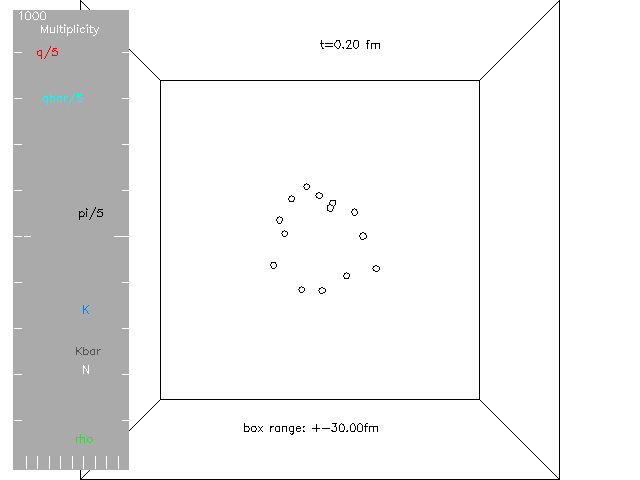 1000
Multiplicity
t=0.20 fm
q/5
pi/5
K
Kbar
N
rho
box range: +-30.00fm